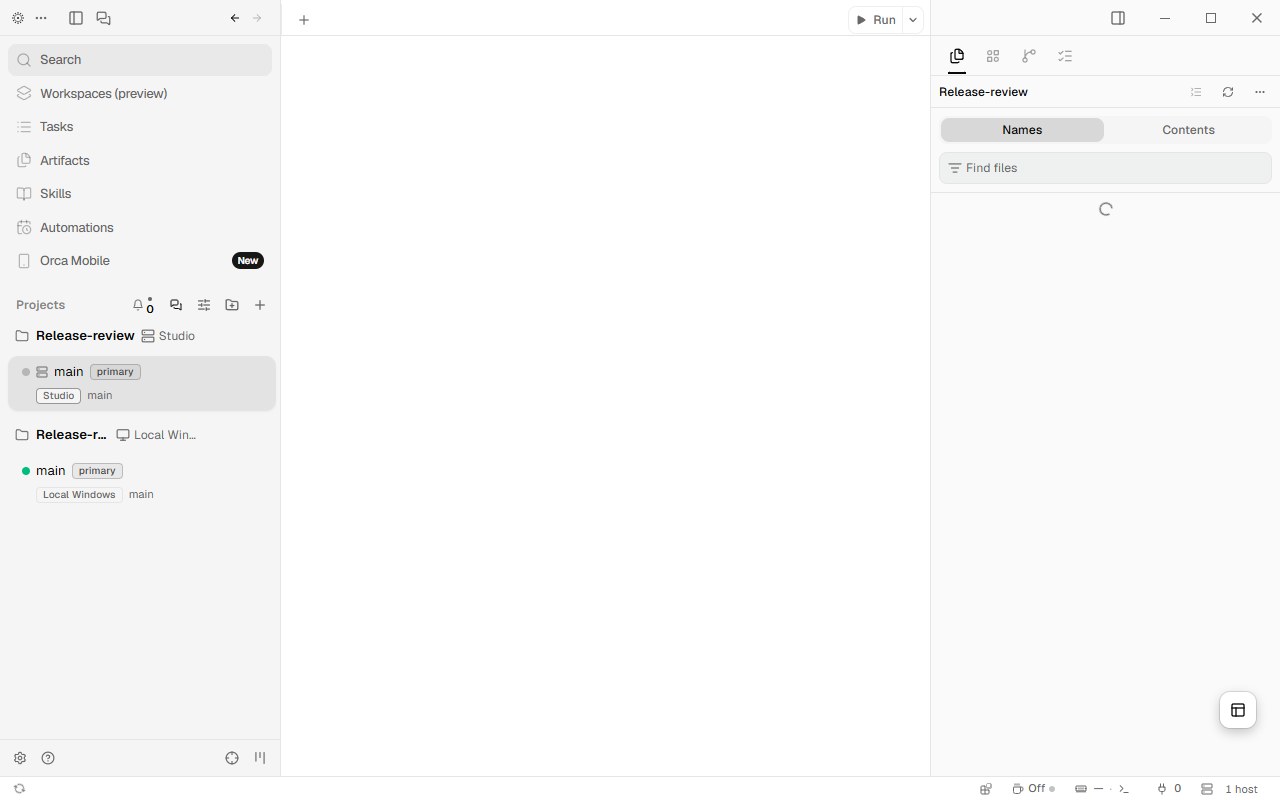 Run
Search
Workspaces (preview)
Tasks
Artifacts
Skills
Automations
Orca Mobile New
Projects 0
Release-review Studio
main primary
Studio main
Release-r... Local Win...
main primary
Local Windows main
Release-review
Names Contents
Find files
Off 0 1 host